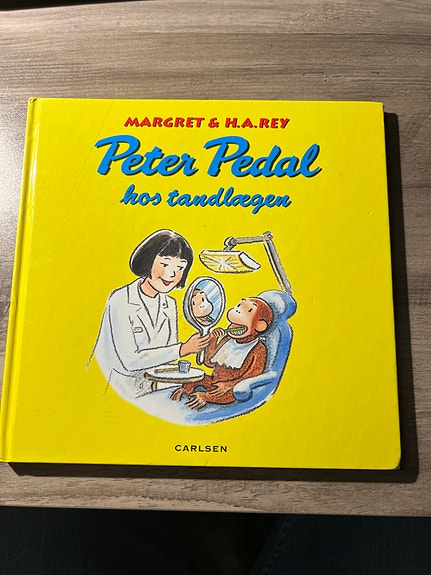 MARGRET & H.A.REY
Peter Pedal
hos tandlægen
CARLSEN